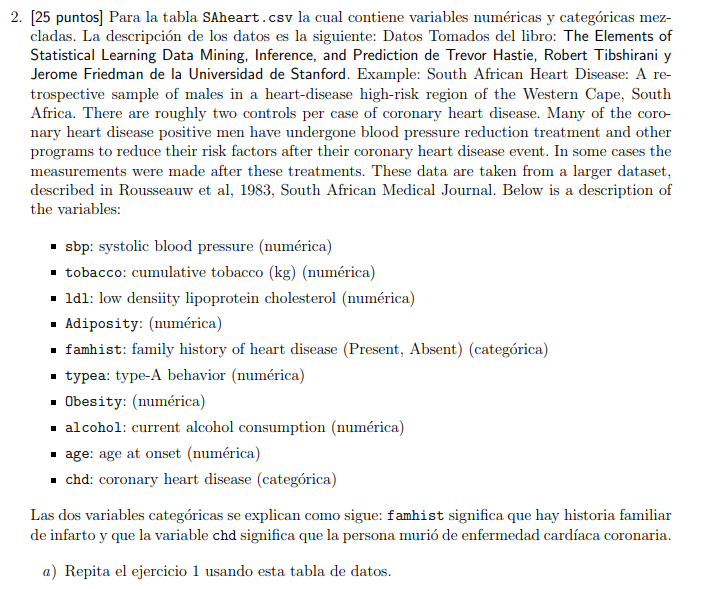 2. [25 puntos] Para la tabla SAheart.csv la cual contiene variables numéricas y categóricas mez-
cladas. La descripción de los datos es la siguiente: Datos Tomados del libro: The Elements of
Statistical Learning Data Mining, Inference, and Prediction de Trevor Hastie, Robert Tibshirani y
Jerome Friedman de la Universidad de Stanford. Example: South African Heart Disease: A re-
trospective sample of males in a heart-disease high-risk region of the Western Cape, South
Africa. There are roughly two controls per case of coronary heart disease. Many of the coro-
nary heart disease positive men have undergone blood pressure reduction treatment and other
programs to reduce their risk factors after their coronary heart disease event. In some cases the
measurements were made after these treatments. These data are taken from a larger dataset,
described in Rousseauw et al, 1983, South African Medical Journal. Below is a description of
the variables:
▪ sbp: systolic blood pressure (numérica)
▪ tobacco: cumulative tobacco (kg) (numérica)
▪ ldl: low densiity lipoprotein cholesterol (numérica)
▪ Adiposity: (numérica)
▪ famhist: family history of heart disease (Present, Absent) (categórica)
▪ typea: type-A behavior (numérica)
▪ Obesity: (numérica)
▪ alcohol: current alcohol consumption (numérica)
▪ age: age at onset (numérica)
▪ chd: coronary heart disease (categórica)
Las dos variables categóricas se explican como sigue: famhist significa que hay historia familiar
de infarto y que la variable chd significa que la persona murió de enfermedad cardíaca coronaria.
a) Repita el ejercicio 1 usando esta tabla de datos.